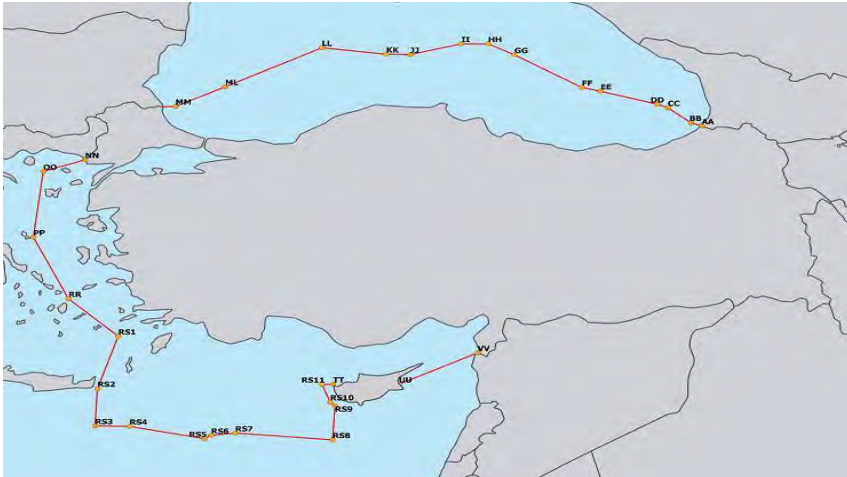 LL
KK
JJ
II
HH
GG
ML
MM
FF
EE
DD
CC
BB
AA
NN
OO
PP
RR
RS1
VV
RS11
TT
UU
RS2
RS10
RS9
RS3
RS4
RS5
RS6
RS7
RS8